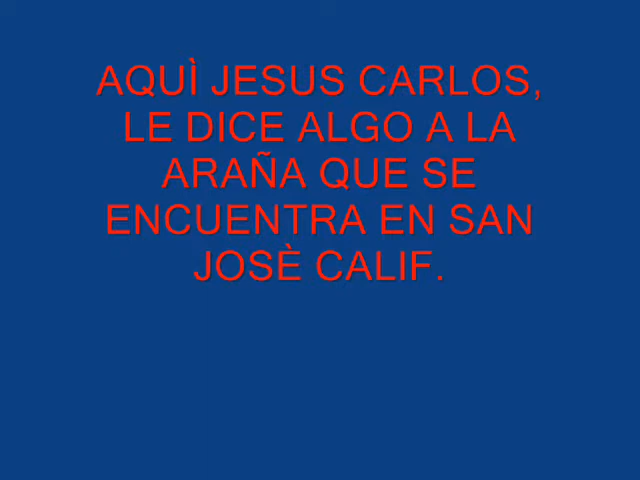 AQUÌ JESUS CARLOS,
LE DICE ALGO A LA
ARAÑA QUE SE
ENCUENTRA EN SAN
JOSÈ CALIF.